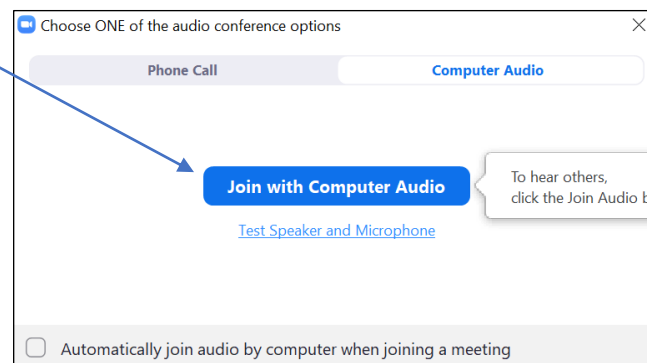 Choose ONE of the audio conference options
Phone Call
Computer Audio
Join with Computer Audio
To hear others,
click the Join Audio
Test Speaker and Microphone
Automatically join audio by computer when joining a meeting